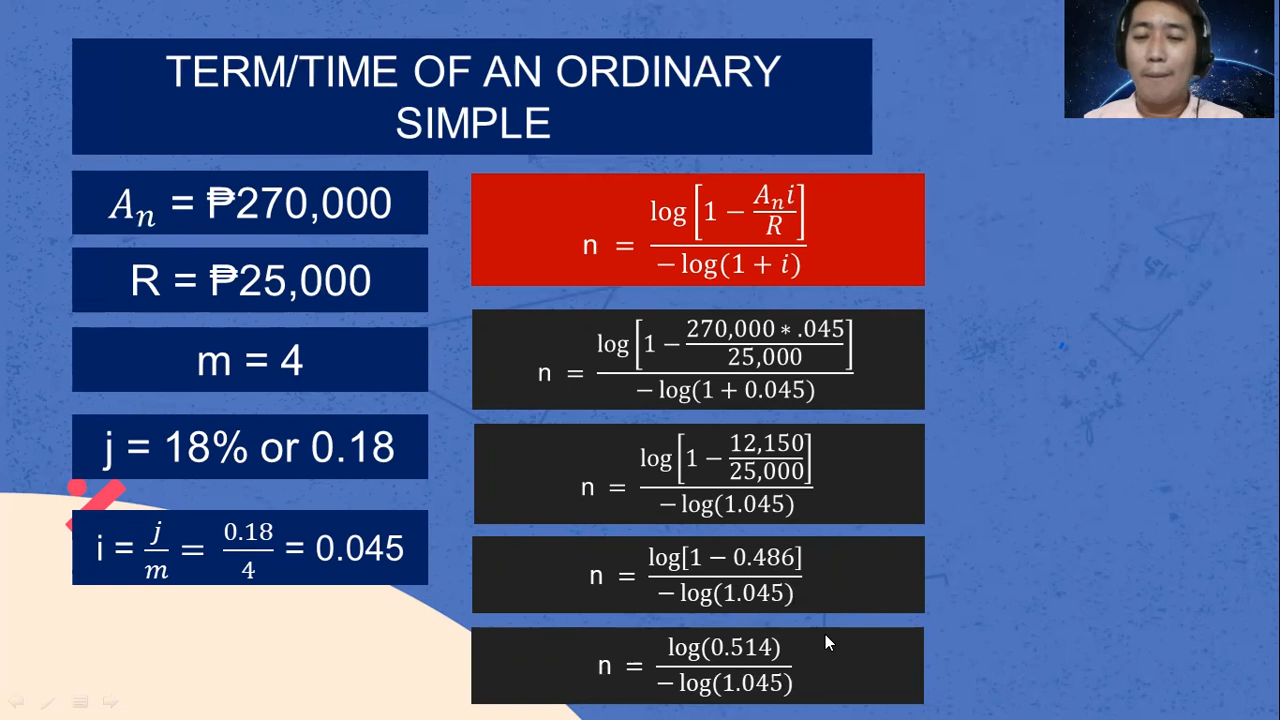 TERM/TIME OF AN ORDINARY
SIMPLE
Aₙ = ₱270,000
R = ₱25,000
m = 4
j = 18% or 0.18
i = j/m = 0.18/4 = 0.045
n = log[1 − Aₙi/R] / −log(1 + i)
n = log[1 − 270,000 * .045/25,000] / −log(1 + 0.045)
n = log[1 − 12,150/25,000] / −log(1.045)
n = log[1 − 0.486] / −log(1.045)
n = log(0.514) / −log(1.045)